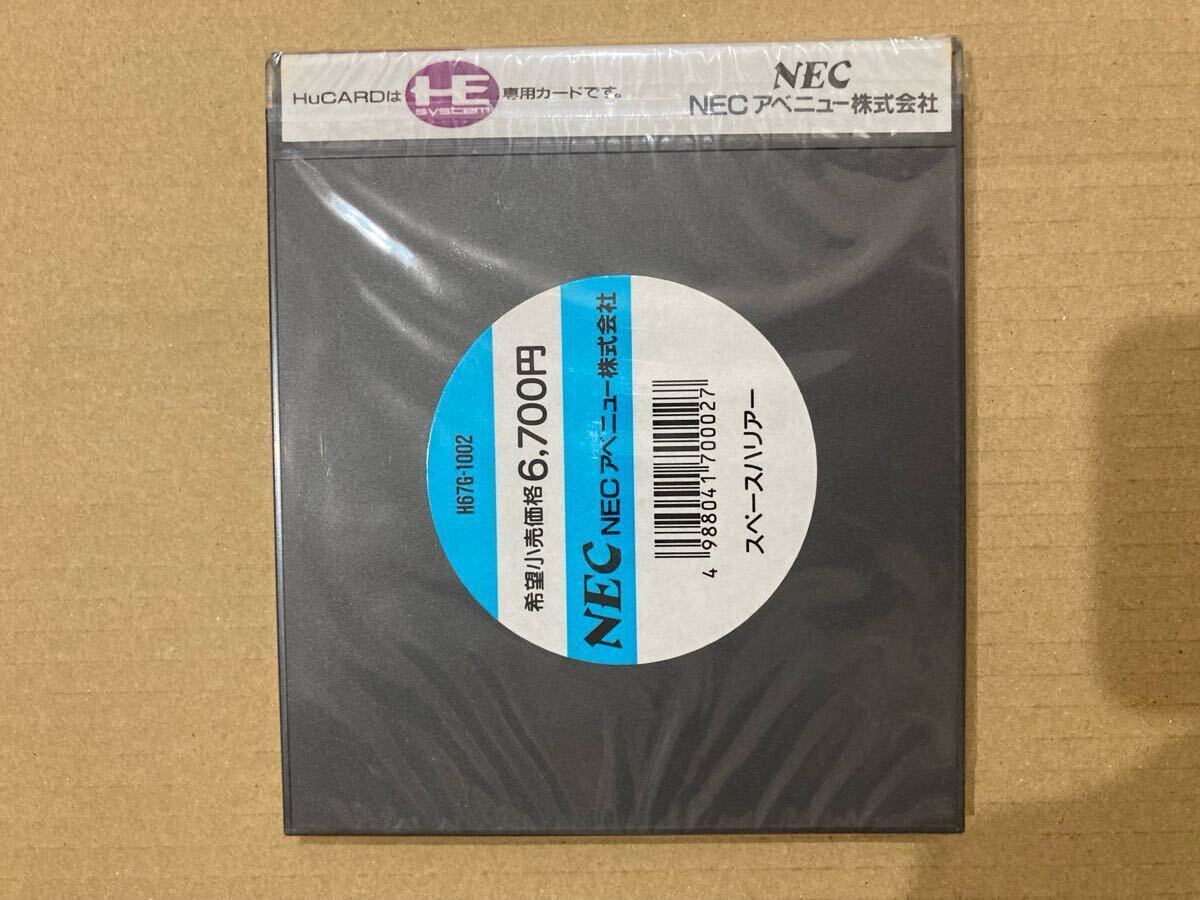 HuCARDは HE system 専用カードです。
NEC
NECアベニュー株式会社
H67G-1002
希望小売価格6,700円
NEC NECアベニュー株式会社
4 988041 700027
スペースハリアー